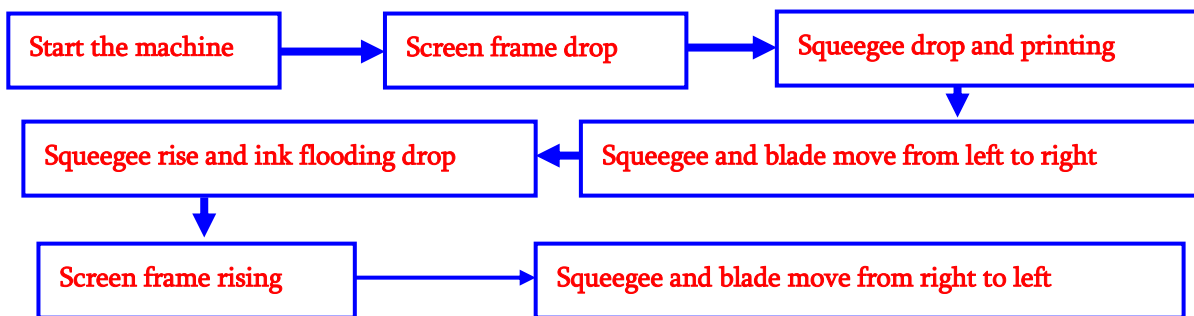 Start the machine
Screen frame drop
Squeegee drop and printing
Squeegee and blade move from left to right
Squeegee rise and ink flooding drop
Screen frame rising
Squeegee and blade move from right to left